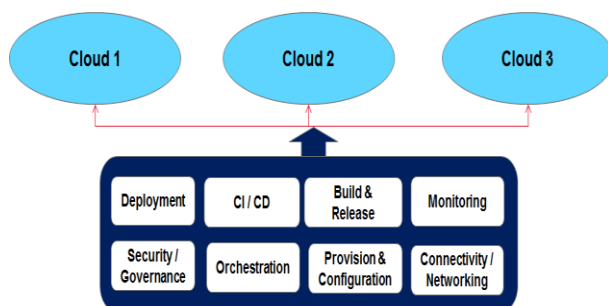 Cloud 1
Cloud 2
Cloud 3
Deployment
CI / CD
Build &
Release
Monitoring
Security /
Governance
Orchestration
Provision &
Configuration
Connectivity /
Networking